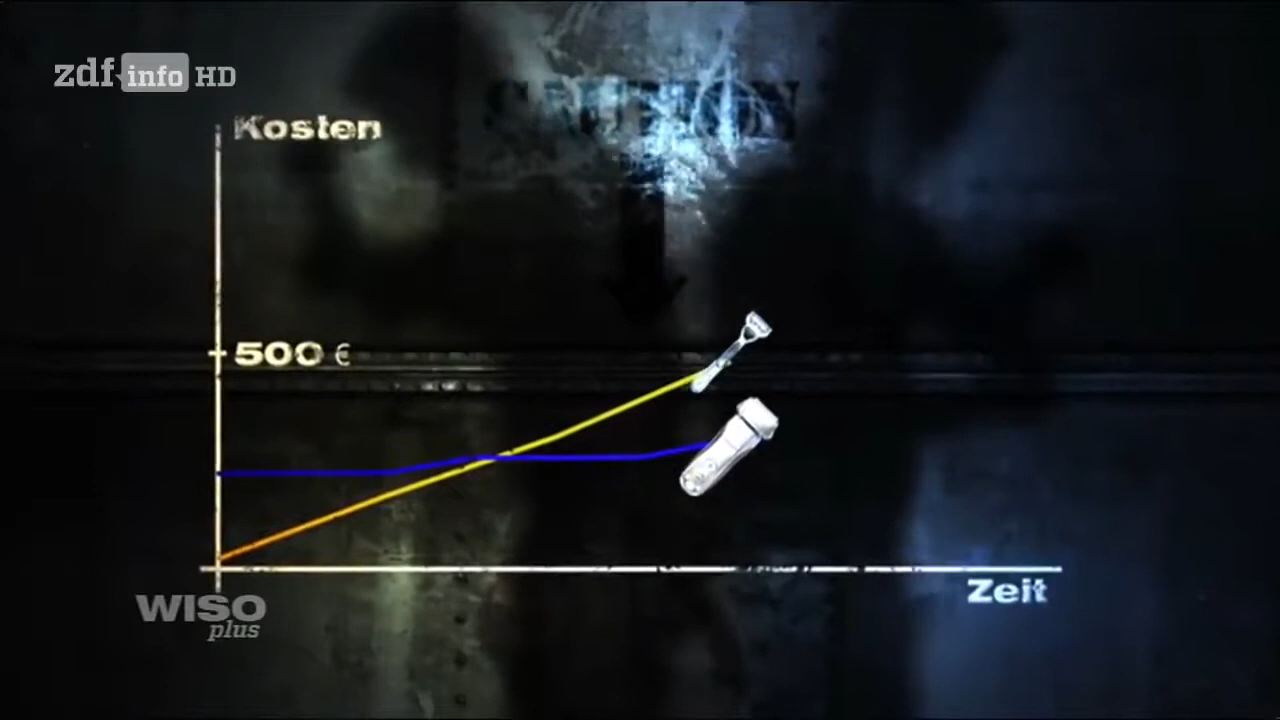 zdf info HD
Kosten
500 €
Zeit
WISO
plus